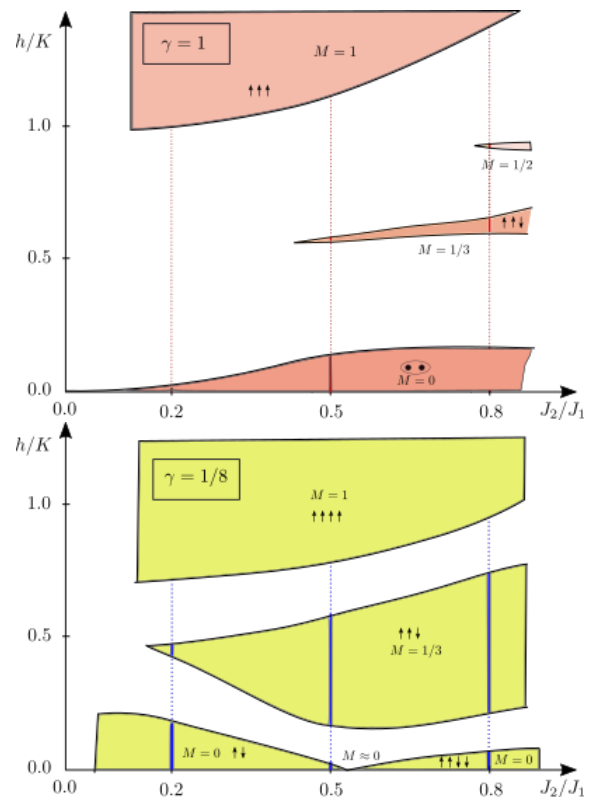 h/K
γ = 1
M = 1
↑↑↑
1.0
M = 1/2
↑↑↓
0.5
M = 1/3
M = 0
0.0
0.0
0.2
0.5
0.8
J₂/J₁
h/K
γ = 1/8
M = 1
1.0
↑↑↑↑
0.5
↑↑↓
M = 1/3
M = 0 ↑↓
M ≈ 0
↑↑↓↓
M = 0
0.0
0.0
0.2
0.5
0.8
J₂/J₁